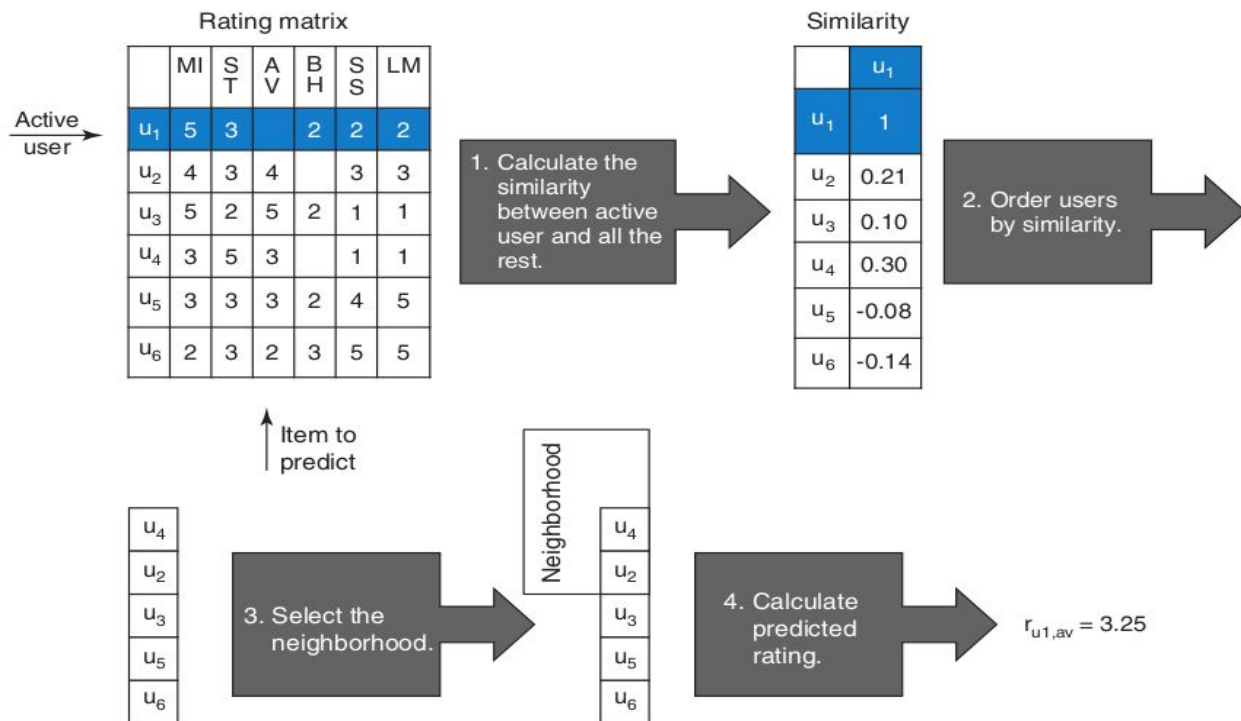 Rating matrix
MI S T A V B H S S LM
Active user
u1 5 3 2 2 2
u2 4 3 4 3 3
u3 5 2 5 2 1 1
u4 3 5 3 1 1
u5 3 3 3 2 4 5
u6 2 3 2 3 5 5
Item to
predict
1. Calculate the
similarity
between active
user and all the
rest.
Similarity
u1
u1 1
u2 0.21
u3 0.10
u4 0.30
u5 -0.08
u6 -0.14
2. Order users
by similarity.
u4
u2
u3
u5
u6
3. Select the
neighborhood.
Neighborhood
u4
u2
u3
u5
u6
4. Calculate
predicted
rating.
ru1,av = 3.25